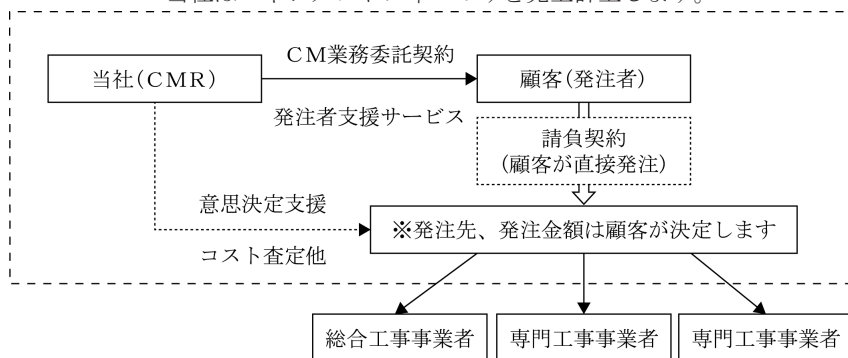 CM業務委託契約
当社(CMR)
顧客(発注者)
発注者支援サービス
請負契約
(顧客が直接発注)
意思決定支援
※発注先、発注金額は顧客が決定します
コスト査定他
総合工事事業者
専門工事事業者
専門工事事業者